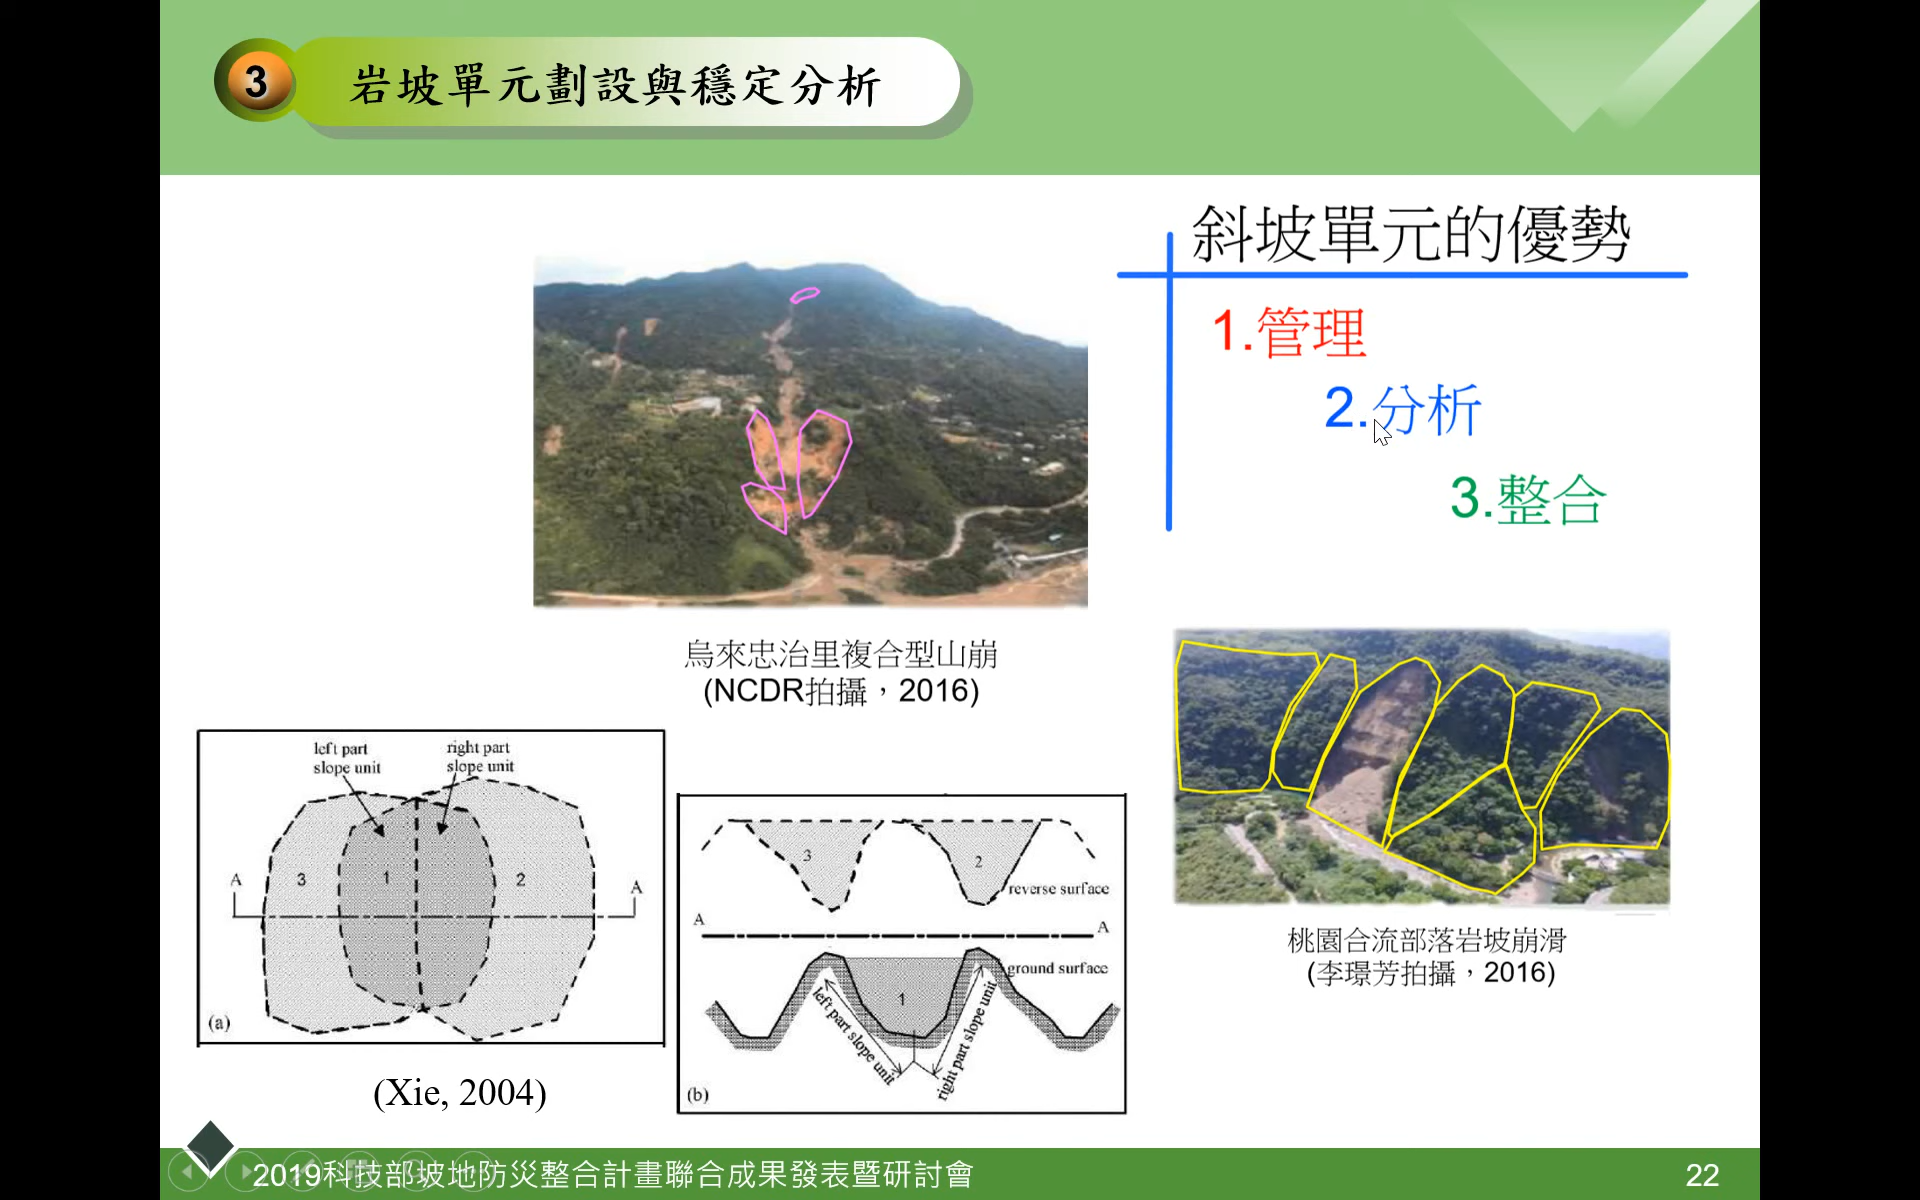 3
岩坡單元劃設與穩定分析
斜坡單元的優勢
1.管理
2.分析
3.整合
烏來忠治里複合型山崩
(NCDR拍攝，2016)
桃園合流部落岩坡崩滑
(李璟芳拍攝，2016)
left part
slope unit
right part
slope unit
A
3
1
2
A
(a)
(Xie, 2004)
3
2
reverse surface
A
A
ground surface
1
left part slope unit
right part slope unit
(b)
2019科技部坡地防災整合計畫聯合成果發表暨研討會
22